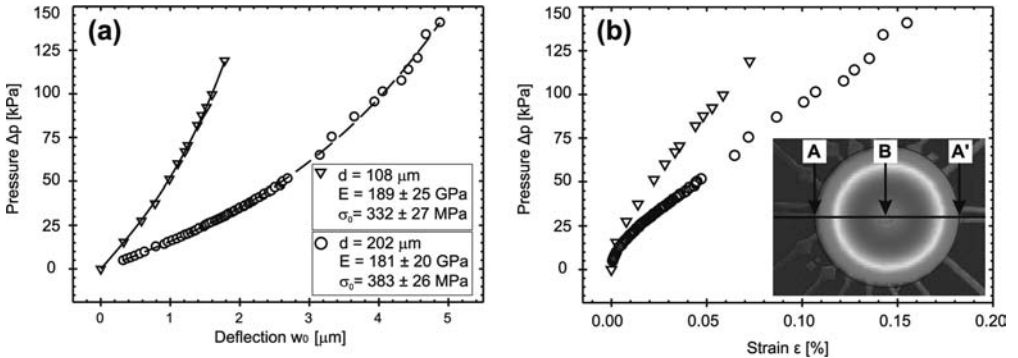 (a)
Pressure Δp [kPa]
150
125
100
75
50
25
0
0 1 2 3 4 5
Deflection w₀ [μm]
d = 108 μm
E = 189 ± 25 GPa
σ₀= 332 ± 27 MPa
d = 202 μm
E = 181 ± 20 GPa
σ₀= 383 ± 26 MPa
(b)
Pressure Δp [kPa]
150
125
100
75
50
25
0
0.00 0.05 0.10 0.15 0.20
Strain ε [%]
A B A'